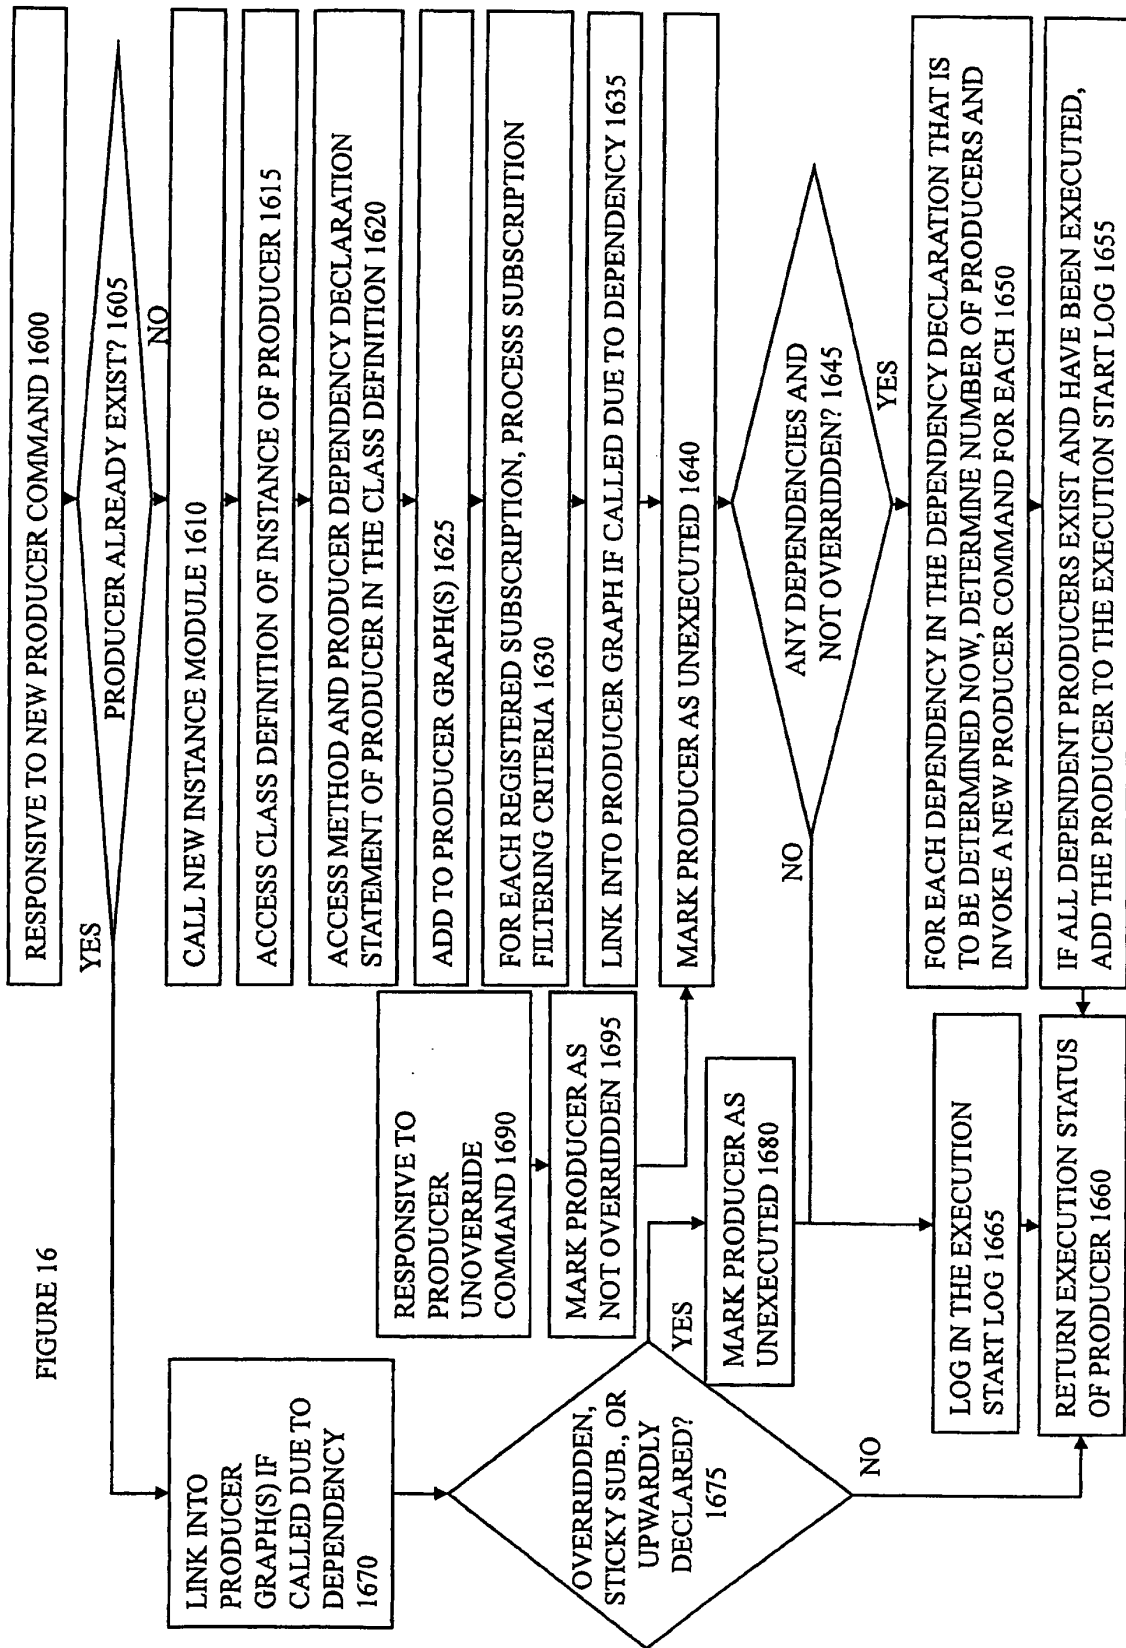 FIGURE 16
RESPONSIVE TO NEW PRODUCER COMMAND 1600
PRODUCER ALREADY EXIST? 1605
YES
NO
CALL NEW INSTANCE MODULE 1610
ACCESS CLASS DEFINITION OF INSTANCE OF PRODUCER 1615
ACCESS METHOD AND PRODUCER DEPENDENCY DECLARATION
STATEMENT OF PRODUCER IN THE CLASS DEFINITION 1620
ADD TO PRODUCER GRAPH(S) 1625
FOR EACH REGISTERED SUBSCRIPTION, PROCESS SUBSCRIPTION
FILTERING CRITERIA 1630
LINK INTO PRODUCER GRAPH IF CALLED DUE TO DEPENDENCY 1635
MARK PRODUCER AS UNEXECUTED 1640
ANY DEPENDENCIES AND
NOT OVERRIDDEN? 1645
NO
YES
FOR EACH DEPENDENCY IN THE DEPENDENCY DECLARATION THAT IS
TO BE DETERMINED NOW, DETERMINE NUMBER OF PRODUCERS AND
INVOKE A NEW PRODUCER COMMAND FOR EACH 1650
IF ALL DEPENDENT PRODUCERS EXIST AND HAVE BEEN EXECUTED,
ADD THE PRODUCER TO THE EXECUTION START LOG 1655
RESPONSIVE TO
PRODUCER
UNOVERRIDE
COMMAND 1690
MARK PRODUCER AS
NOT OVERRIDDEN 1695
LINK INTO
PRODUCER
GRAPH(S) IF
CALLED DUE TO
DEPENDENCY
1670
OVERRIDDEN,
STICKY SUB., OR
UPWARDLY
DECLARED?
1675
YES
NO
MARK PRODUCER AS
UNEXECUTED 1680
LOG IN THE EXECUTION
START LOG 1665
RETURN EXECUTION STATUS
OF PRODUCER 1660